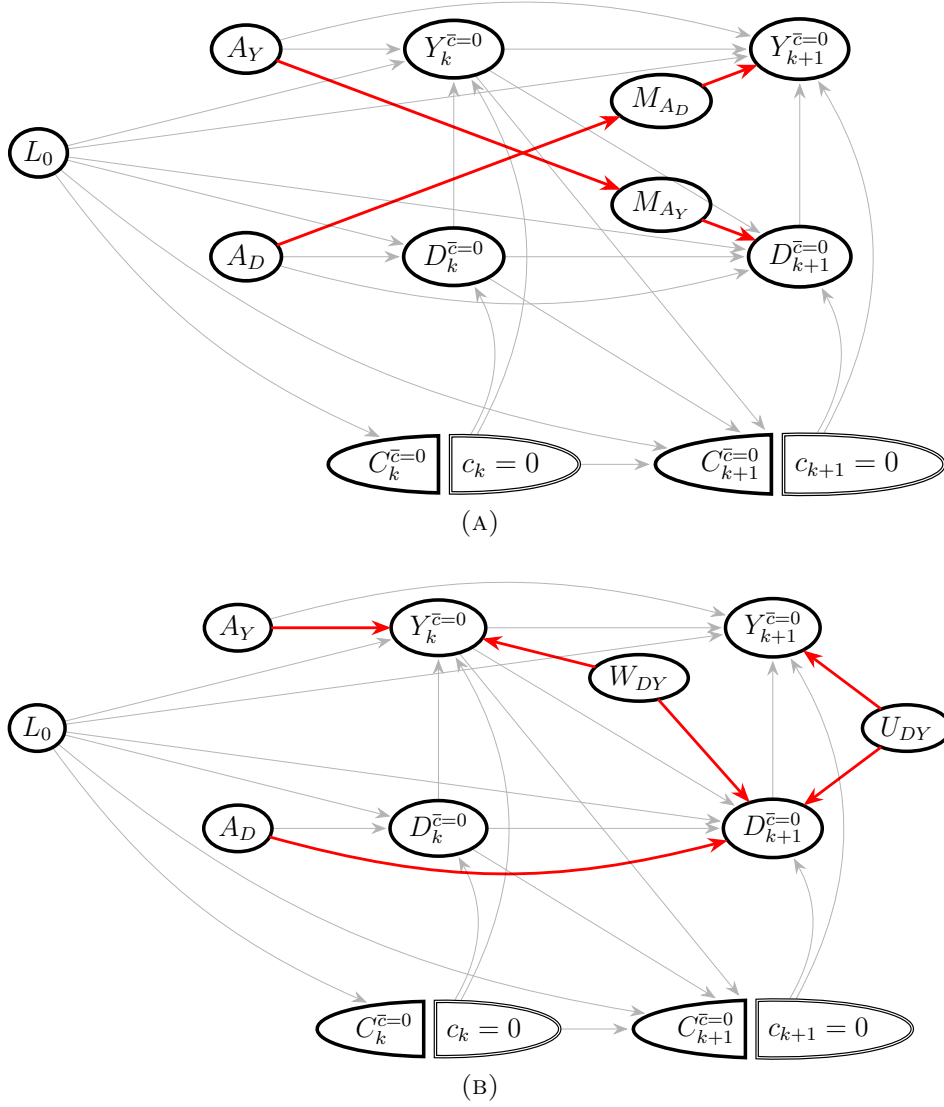 A_Y Y_k^{c̅=0} Y_{k+1}^{c̅=0}
M_{A_D}
L_0
M_{A_Y}
A_D D_k^{c̅=0} D_{k+1}^{c̅=0}
C_k^{c̅=0} c_k = 0 C_{k+1}^{c̅=0} c_{k+1} = 0
(A)
A_Y Y_k^{c̅=0} Y_{k+1}^{c̅=0}
W_{DY}
L_0 U_{DY}
A_D D_k^{c̅=0} D_{k+1}^{c̅=0}
C_k^{c̅=0} c_k = 0 C_{k+1}^{c̅=0} c_{k+1} = 0
(B)